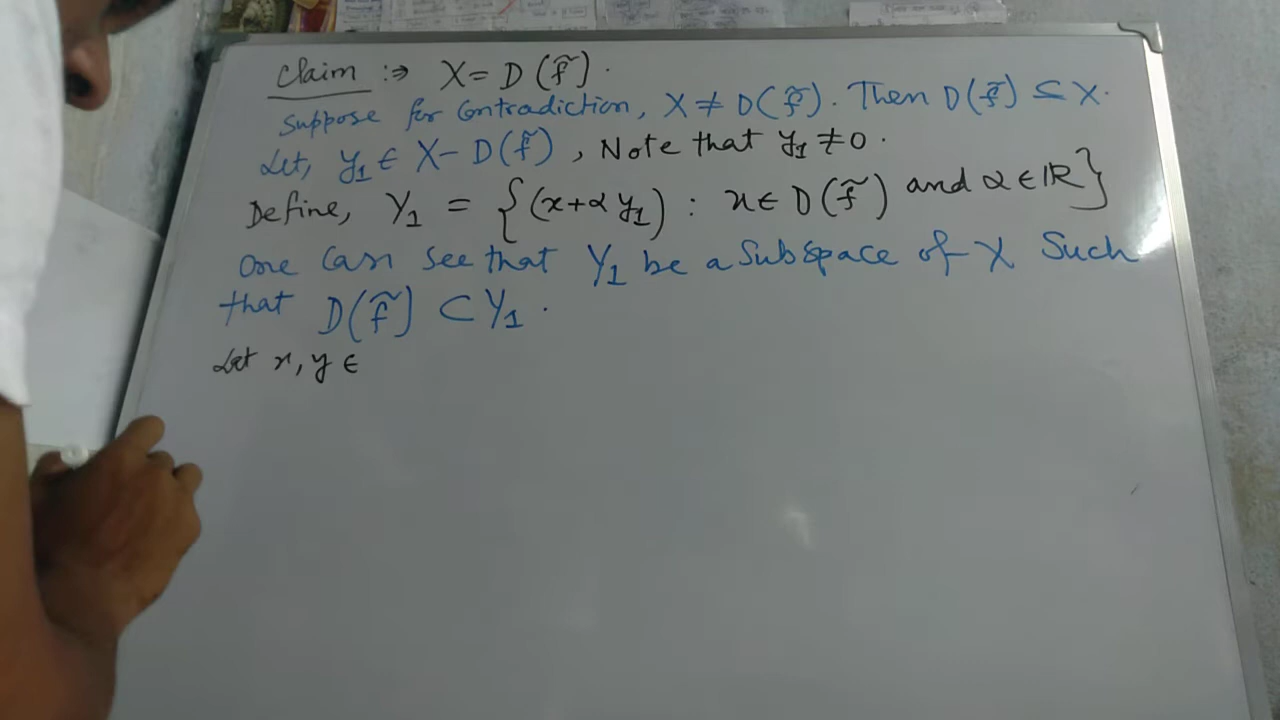 Claim :⇒ X = D(f̃).
Suppose for Contradiction, X ≠ D(f̃). Then D(f̃) ⊆ X.
Let, y₁ ∈ X - D(f̃), Note that y₁ ≠ 0.
Define, Y₁ = {(x+αy₁) : x ∈ D(f̃) and α ∈ ℝ}
One Can See that Y₁ be a Subspace of X Such
that D(f̃) ⊂ Y₁.
Let x, y ∈